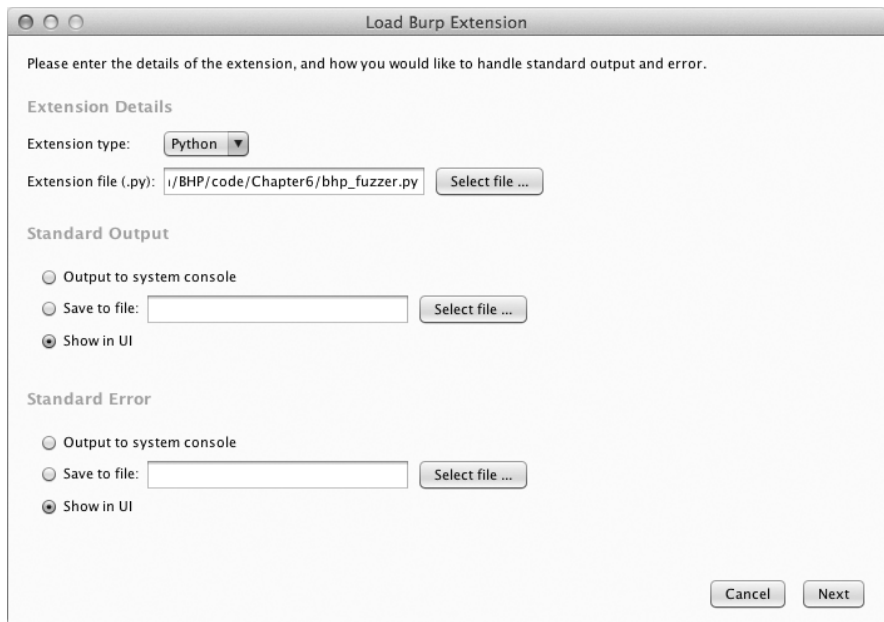 Load Burp Extension
Please enter the details of the extension, and how you would like to handle standard output and error.
Extension Details
Extension type: Python
Extension file (.py): ı/BHP/code/Chapter6/bhp_fuzzer.py Select file ...
Standard Output
Output to system console
Save to file: Select file ...
Show in UI
Standard Error
Output to system console
Save to file: Select file ...
Show in UI
Cancel Next